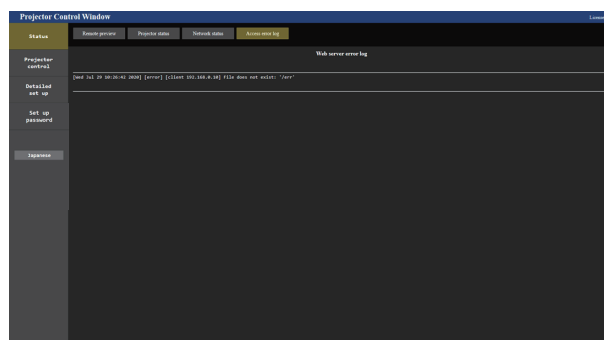 Projector Control Window
Status
Remote preview
Projector status
Network status
Access error log
Web server error log
[Wed Jul 29 10:26:43 2020] [error] [client 192.168.0.10] File does not exist: '/err'
Projector
control
Detailed
set up
Set up
password
Japanese